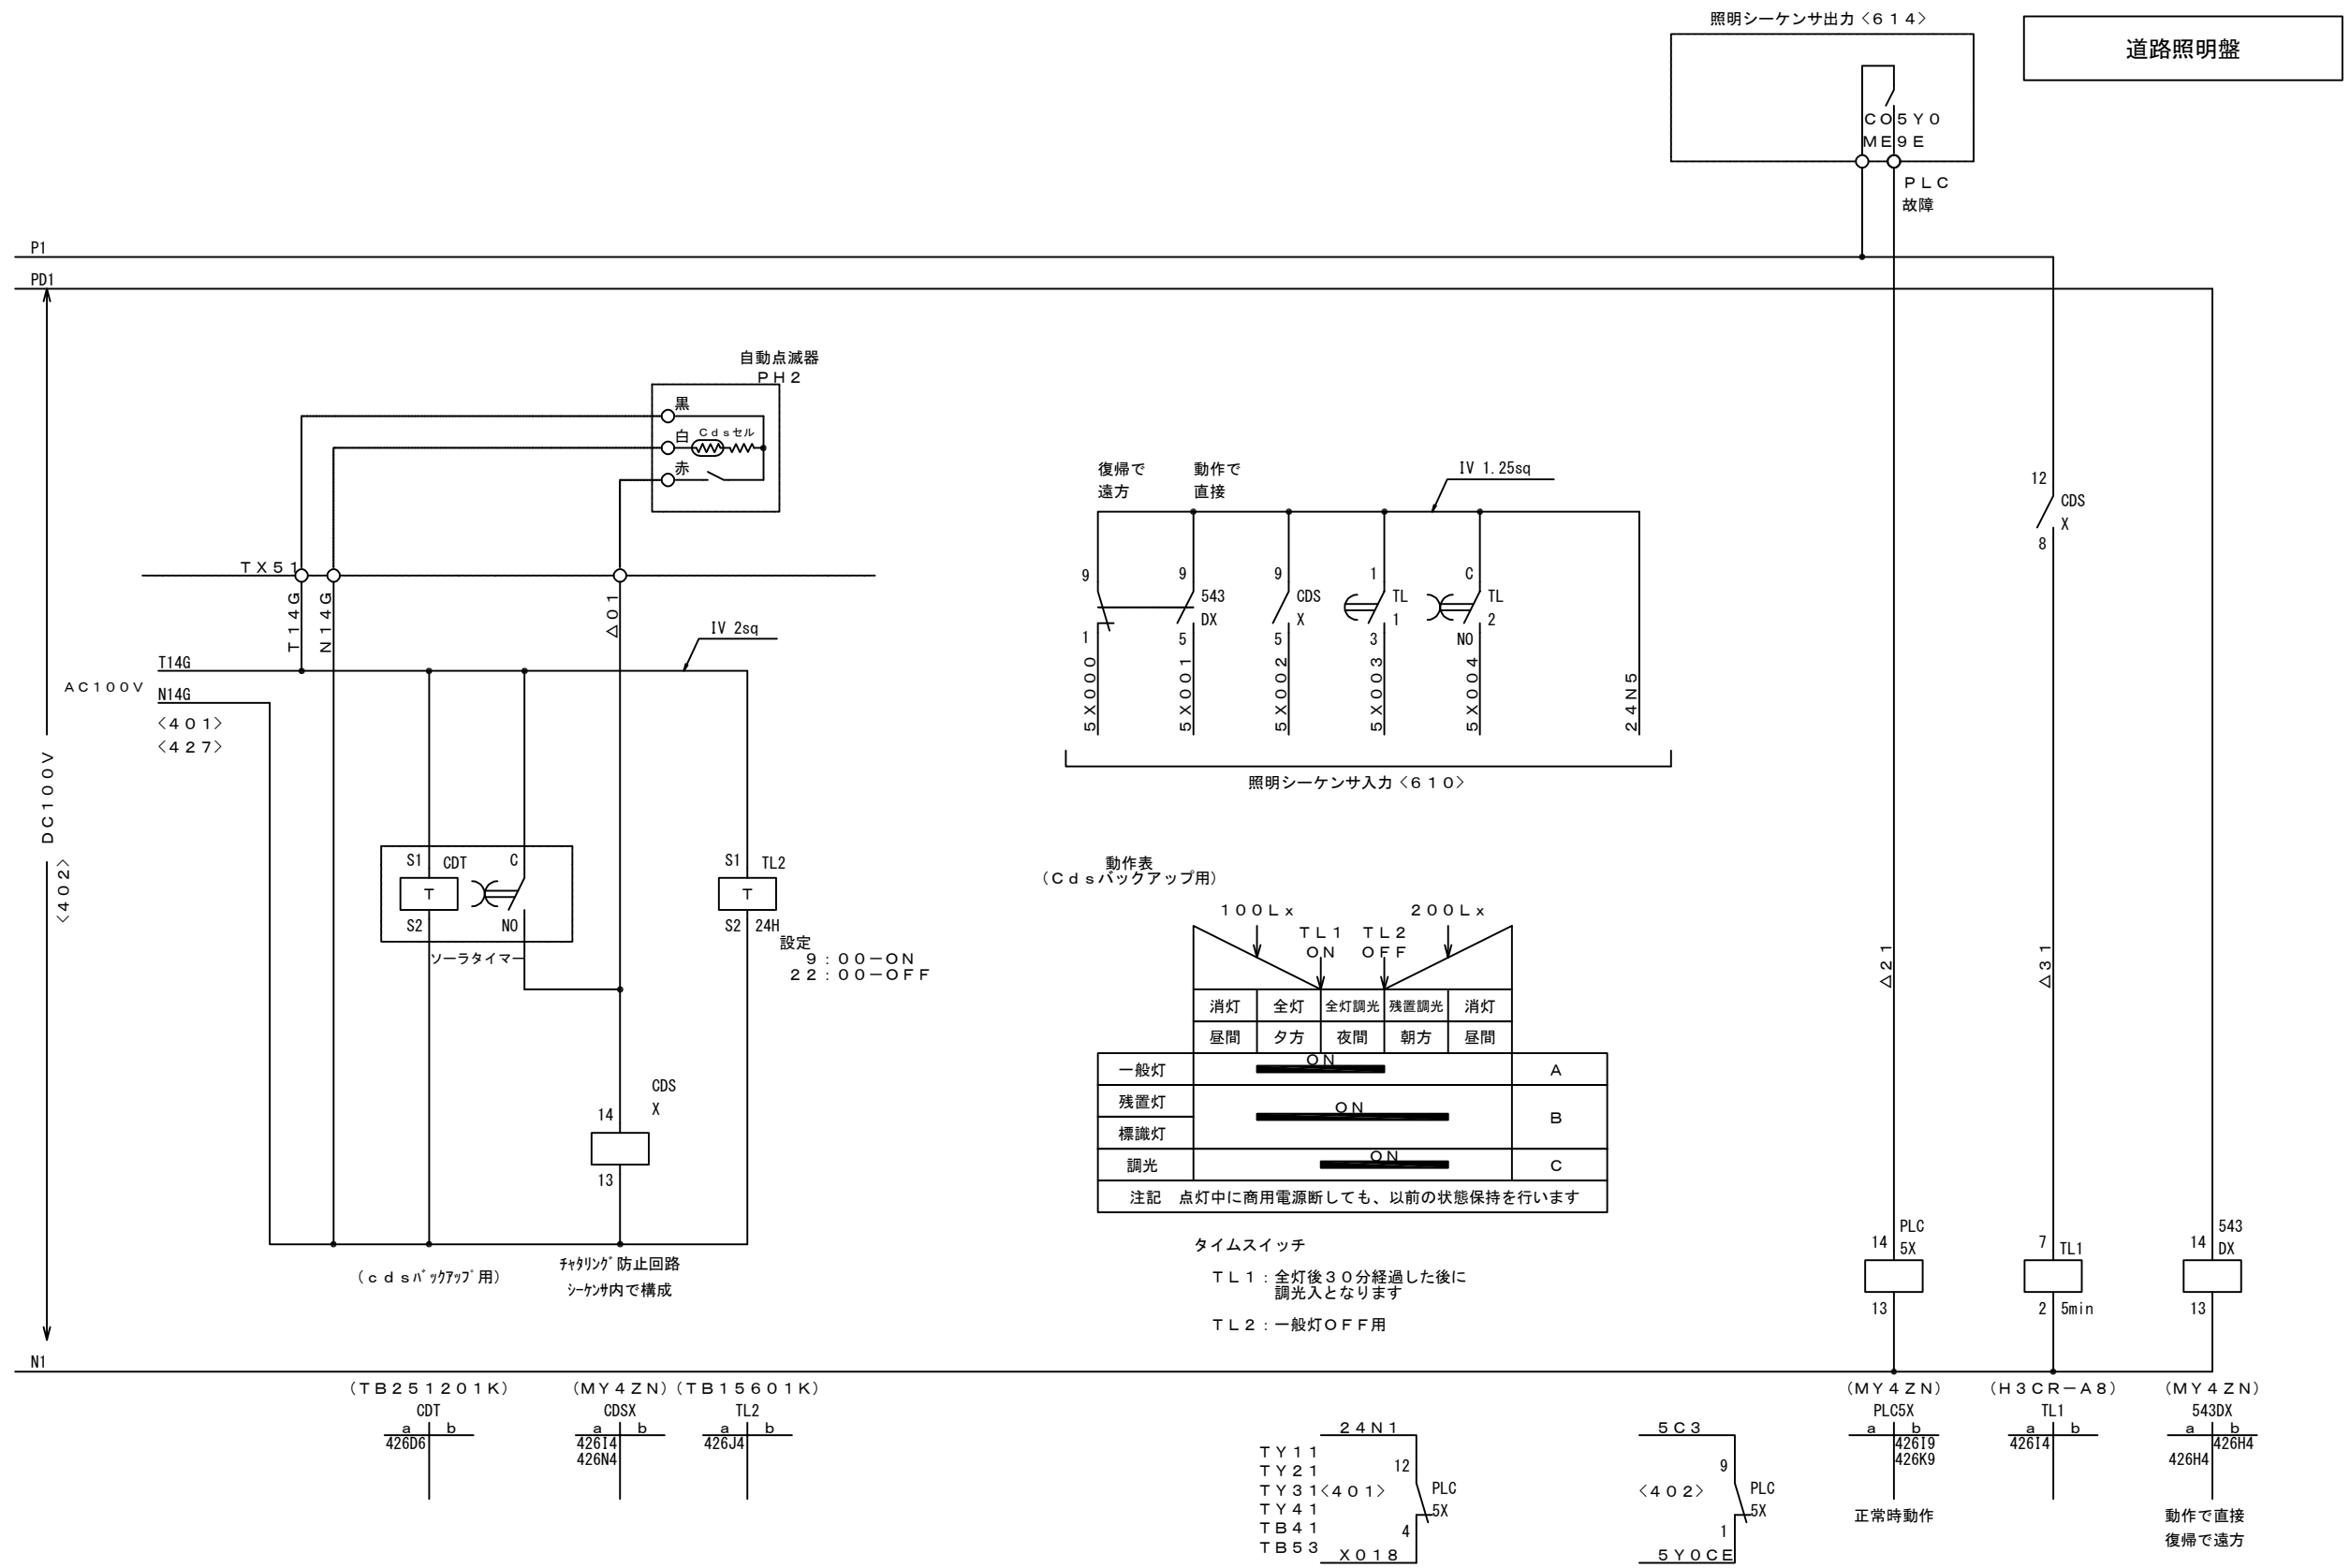 照明シーケンサ出力〈６１４〉
道路照明盤
ＣＯ５Ｙ０
ＭＥ９Ｅ
ＰＬＣ
故障
P1
PD1
自動点滅器
ＰＨ２
黒
白
Ｃｄｓセル
赤
ＴＸ５１
Ｔ１４Ｇ
Ｎ１４Ｇ
△０１
IV 2sq
T14G
ＡＣ１００Ｖ
N14G
〈４０１〉
〈４２７〉
ＤＣ１００Ｖ
〈４０２〉
S1
CDT
C
Ｔ
S2
NO
ソーラタイマー
S1
TL2
Ｔ
S2
24H
設定
９：００－ＯＮ
２２：００－ＯＦＦ
CDS
X
14
13
（ｃｄｓﾊﾞｯｸｱｯﾌﾟ用）
ﾁｬﾀﾘﾝｸﾞ防止回路
ｼｰｹﾝｻ内で構成
復帰で
遠方
動作で
直接
IV 1.25sq
9
9
543
DX
9
CDS
X
1
TL
1
C
TL
2
1
5
5
3
NO
５Ｘ０００
５Ｘ００１
５Ｘ００２
５Ｘ００３
５Ｘ００４
２４Ｎ５
照明シーケンサ入力〈６１０〉
動作表
（Ｃｄｓバックアップ用）
１００Ｌｘ
２００Ｌｘ
ＴＬ１
ＯＮ
ＴＬ２
ＯＦＦ
消灯 全灯 全灯調光 残置調光 消灯
昼間 夕方 夜間 朝方 昼間
一般灯 ＯＮ Ａ
残置灯 ＯＮ Ｂ
標識灯
調光 ＯＮ Ｃ
注記　点灯中に商用電源断しても、以前の状態保持を行います
タイムスイッチ
ＴＬ１：全灯後３０分経過した後に
調光入となります
ＴＬ２：一般灯ＯＦＦ用
12
CDS
X
8
△２１
△３１
14
PLC
5X
13
7
TL1
2
5min
14
543
DX
13
N1
（ＴＢ２５１２０１Ｋ）
CDT
ａ ｂ
426D6
（ＭＹ４ＺＮ）
CDSX
ａ ｂ
426I4
426N4
（ＴＢ１５６０１Ｋ）
TL2
ａ ｂ
426J4
２４Ｎ１
ＴＹ１１
ＴＹ２１
ＴＹ３１
ＴＹ４１
ＴＢ４１
ＴＢ５３
〈４０１〉
12
PLC
5X
4
Ｘ０１８
５Ｃ３
9
〈４０２〉
PLC
5X
1
５Ｙ０ＣＥ
（ＭＹ４ＺＮ）
PLC5X
ａ ｂ
426I9
426K9
正常時動作
（Ｈ３ＣＲ－Ａ８）
TL1
ａ ｂ
426I4
（ＭＹ４ＺＮ）
543DX
ａ ｂ
426H4
426H4
動作で直接
復帰で遠方